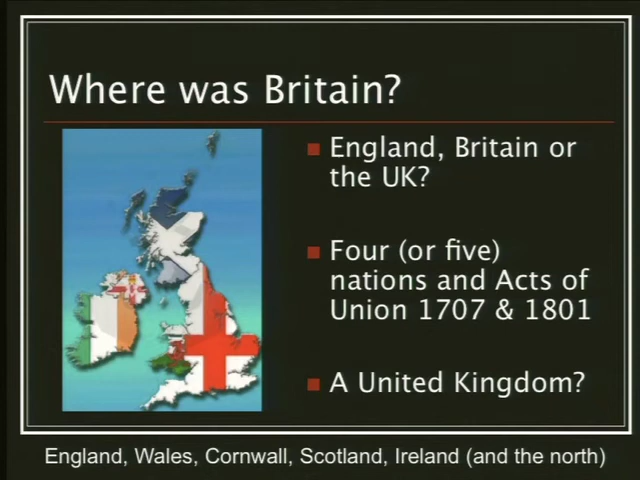 Where was Britain?
England, Britain or
the UK?
Four (or five)
nations and Acts of
Union 1707 & 1801
A United Kingdom?
England, Wales, Cornwall, Scotland, Ireland (and the north)